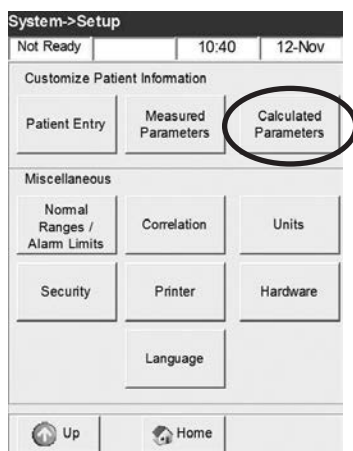 System->Setup
Not Ready 10:40 12-Nov
Customize Patient Information
Patient Entry
Measured
Parameters
Calculated
Parameters
Miscellaneous
Normal
Ranges /
Alarm Limits
Correlation
Units
Security
Printer
Hardware
Language
Up
Home